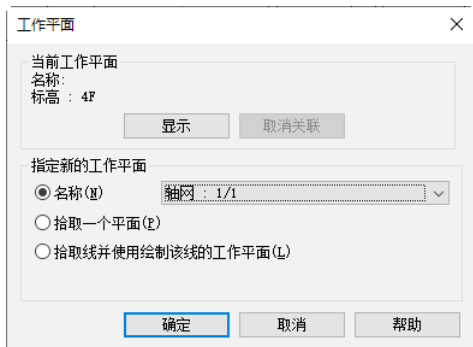 工作平面
当前工作平面
名称:
标高 : 4F
显示 取消关联
指定新的工作平面
名称(N) 轴网 : 1/1
拾取一个平面(P)
拾取线并使用绘制该线的工作平面(L)
确定 取消 帮助